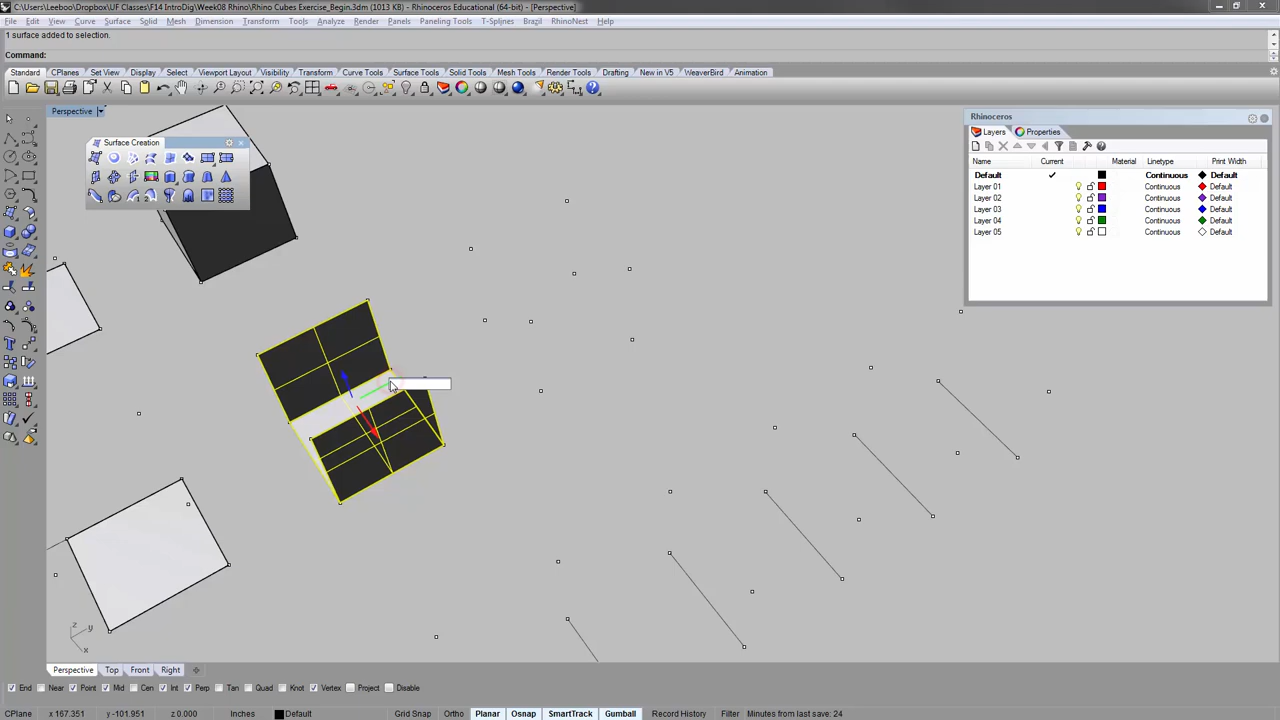 C:\Users\Leeboo\Dropbox\UF Classes\F14 IntroDig\Week08 Rhino\Rhino Cubes Exercise_Begin.3dm (1013 KB) - Rhinoceros Educational (64-bit) - [Perspective]
File Edit View Curve Surface Solid Mesh Dimension Transform Tools Analyze Render Panels Paneling Tools T-Splines Brazil RhinoNest Help
1 surface added to selection.
Command:
Standard CPlanes Set View Display Select Viewport Layout Visibility Transform Curve Tools Surface Tools Solid Tools Mesh Tools Render Tools Drafting New in V5 WeaverBird Animation
Perspective
Surface Creation
Rhinoceros
Layers Properties
Name Current Material Linetype Print Width
Default Continuous Default
Layer 01 Continuous Default
Layer 02 Continuous Default
Layer 03 Continuous Default
Layer 04 Continuous Default
Layer 05 Continuous Default
z y x
Perspective Top Front Right
End Near Point Mid Cen Int Perp Tan Quad Knot Vertex Project Disable
CPlane x 167.351 y -101.951 z 0.000 Inches Default Grid Snap Ortho Planar Osnap SmartTrack Gumball Record History Filter Minutes from last save: 24